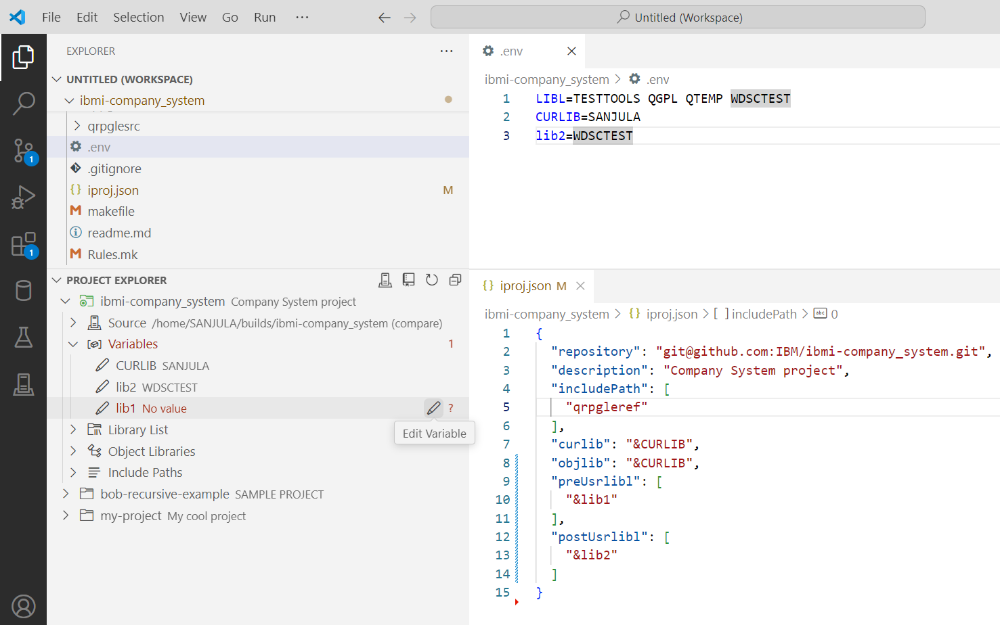 File Edit Selection View Go Run ··· Untitled (Workspace)
EXPLORER
UNTITLED (WORKSPACE)
ibmi-company_system
qrpglesrc
.env
.gitignore
iproj.json M
makefile
readme.md
Rules.mk
1
1
PROJECT EXPLORER
ibmi-company_system Company System project
Source /home/SANJULA/builds/ibmi-company_system (compare)
Variables 1
CURLIB SANJULA
lib2 WDSCTEST
lib1 No value ?
Edit Variable
Library List
Object Libraries
Include Paths
bob-recursive-example SAMPLE PROJECT
my-project My cool project
.env
ibmi-company_system > .env
1 LIBL=TESTTOOLS QGPL QTEMP WDSCTEST
2 CURLIB=SANJULA
3 lib2=WDSCTEST
{} iproj.json M
ibmi-company_system > {} iproj.json > [ ] includePath > abc 0
1 {
2 "repository": "git@github.com:IBM/ibmi-company_system.git",
3 "description": "Company System project",
4 "includePath": [
5 "qrpgleref"
6 ],
7 "curlib": "&CURLIB",
8 "objlib": "&CURLIB",
9 "preUsrlibl": [
10 "&lib1"
11 ],
12 "postUsrlibl": [
13 "&lib2"
14 ]
15 }